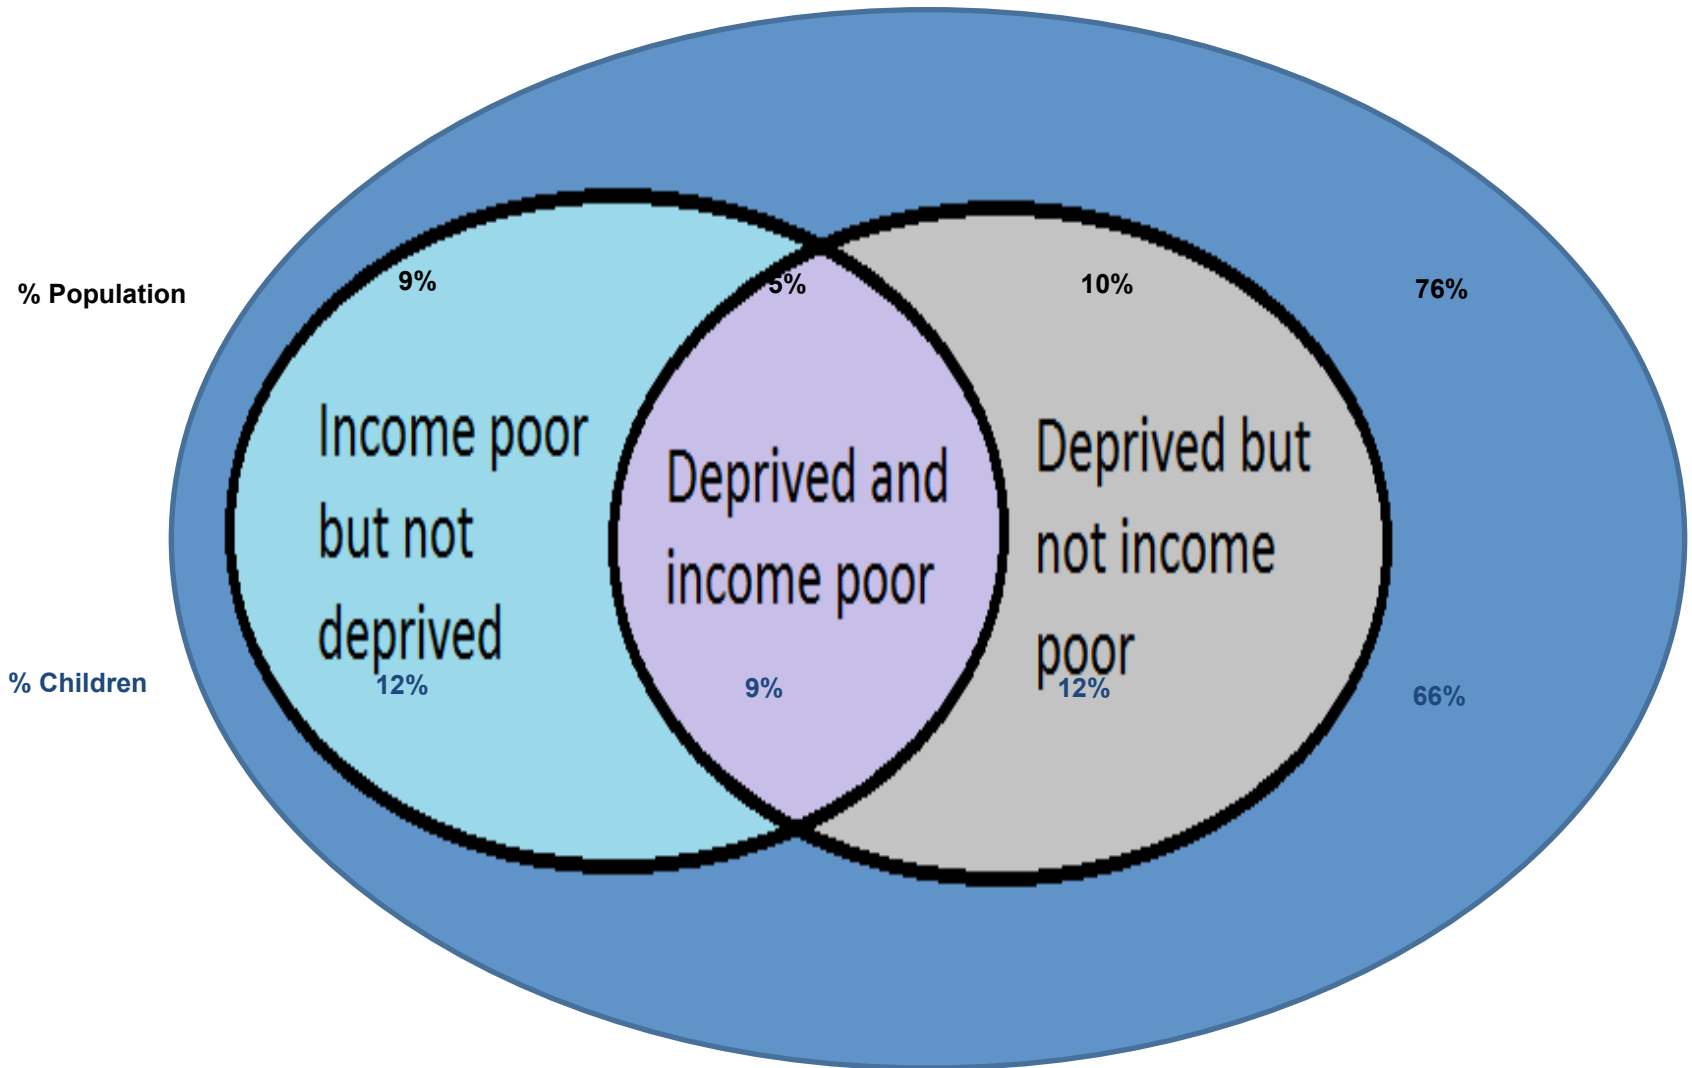 % Population
9%
5%
10%
76%
Income poor
but not
deprived
Deprived and
income poor
Deprived but
not income
poor
% Children
12%
9%
12%
66%